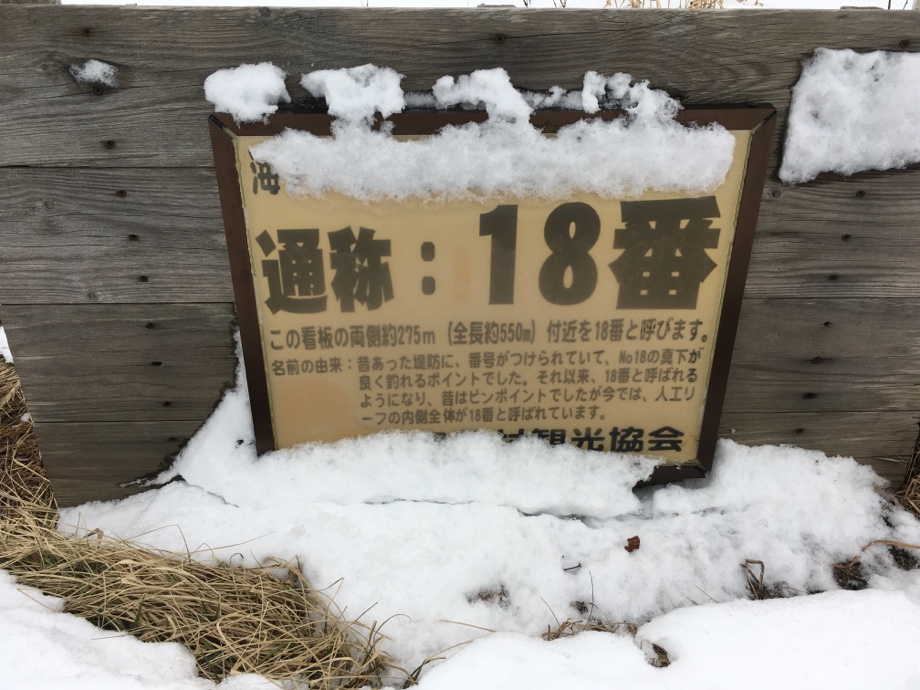 海
通称：18番
この看板の両側約275m（全長約550m）付近を18番と呼びます。
名前の由来：昔あった堤防に、番号がつけられていて、No18の真下が
良く釣れるポイントでした。それ以来、18番と呼ばれる
ようになり、昔はピンポイントでしたが今では、人工リ
ーフの内側全体が18番と呼ばれています。
村観光協会